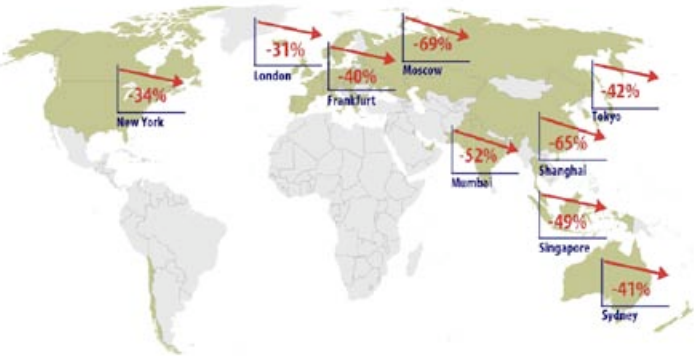 -31%
London
-69%
Moscow
-40%
Frankfurt
-34%
New York
-42%
Tokyo
-52%
Mumbai
-65%
Shanghai
-49%
Singapore
-41%
Sydney